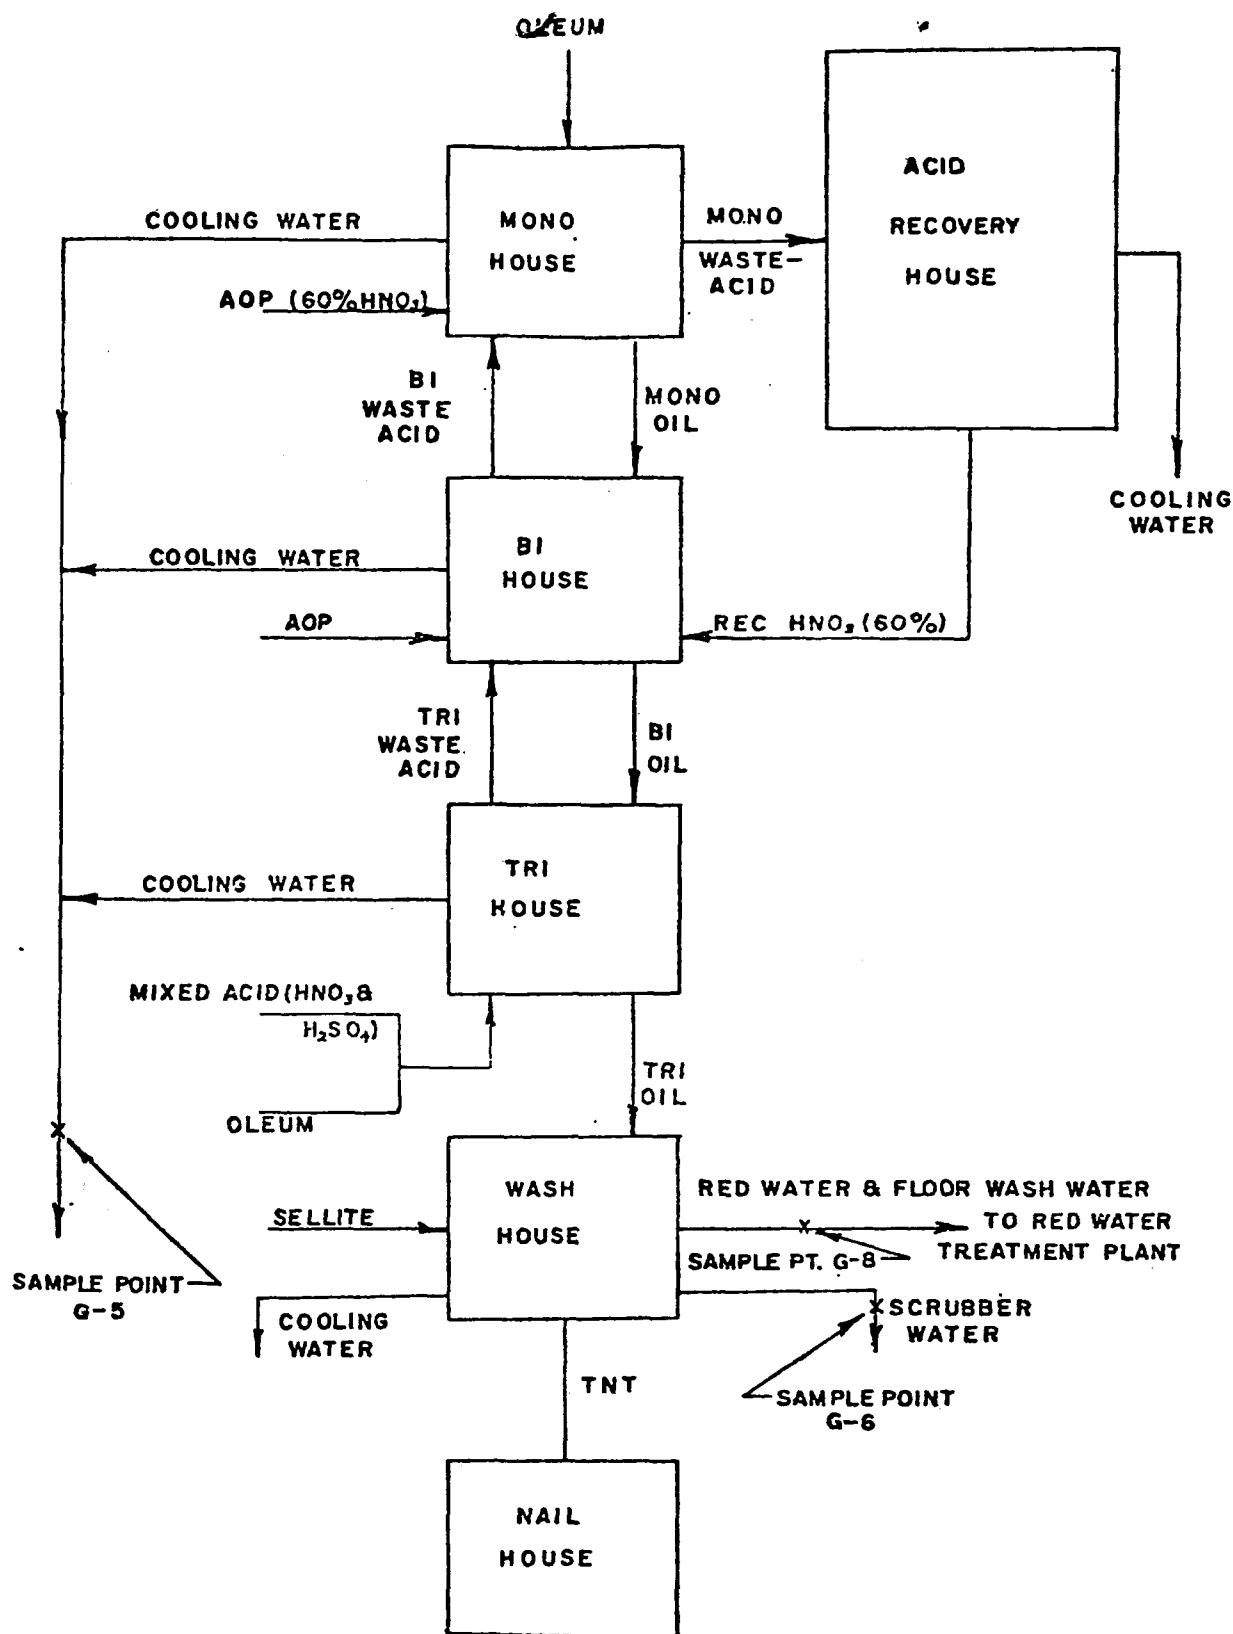 OLEUM
MONO
HOUSE
ACID
RECOVERY
HOUSE
COOLING WATER
MONO
WASTE-
ACID
AOP (60% HNO₃)
BI
WASTE
ACID
MONO
OIL
COOLING
WATER
BI
HOUSE
COOLING WATER
AOP
REC HNO₃ (60%)
TRI
WASTE
ACID
BI
OIL
TRI
HOUSE
COOLING WATER
MIXED ACID (HNO₃ &
H₂SO₄)
OLEUM
TRI
OIL
WASH
HOUSE
SELLITE
RED WATER & FLOOR WASH WATER
TO RED WATER
TREATMENT PLANT
SAMPLE PT. G-8
SAMPLE POINT
G-5
COOLING
WATER
SCRUBBER
WATER
TNT
SAMPLE POINT
G-6
NAIL
HOUSE